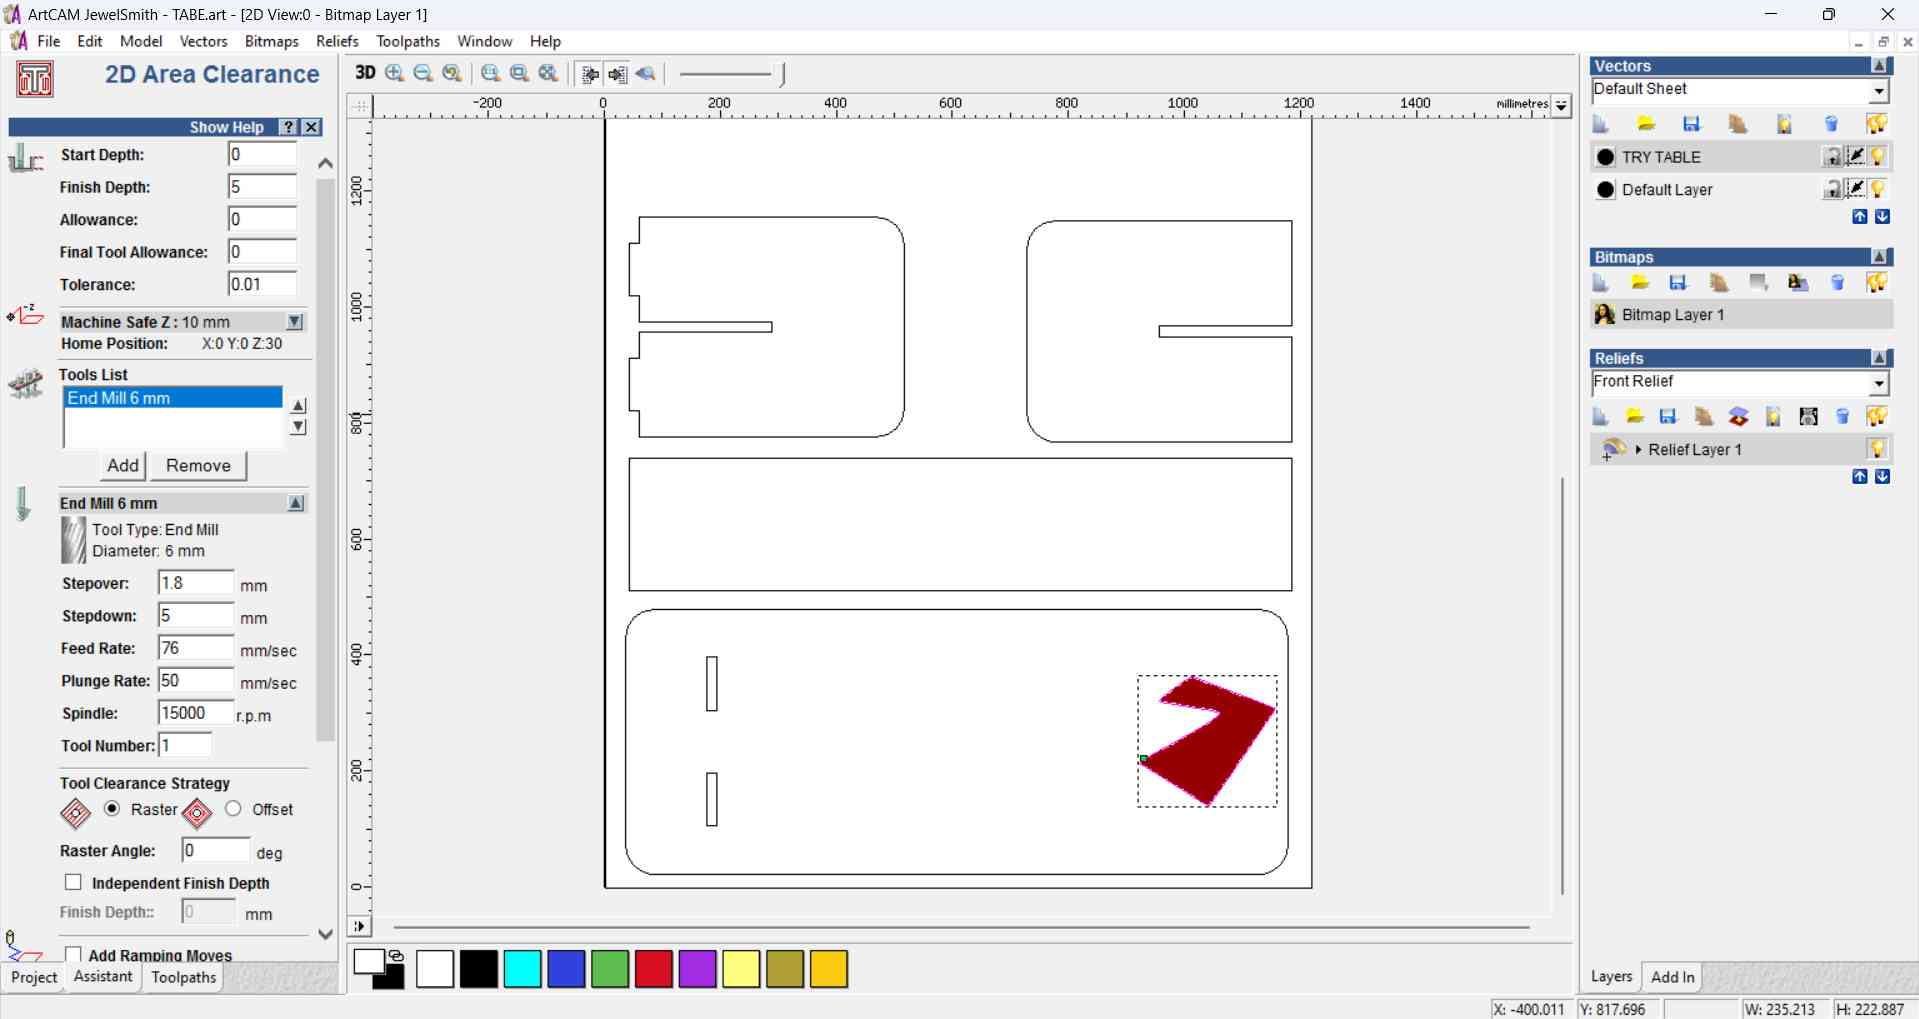 ArtCAM JewelSmith - TABE.art - [2D View:0 - Bitmap Layer 1]
File Edit Model Vectors Bitmaps Reliefs Toolpaths Window Help
2D Area Clearance
Show Help ? X
Start Depth: 0
Finish Depth: 5
Allowance: 0
Final Tool Allowance: 0
Tolerance: 0.01
Machine Safe Z : 10 mm
Home Position: X:0 Y:0 Z:30
Tools List
End Mill 6 mm
Add Remove
End Mill 6 mm
Tool Type: End Mill
Diameter: 6 mm
Stepover: 1.8 mm
Stepdown: 5 mm
Feed Rate: 76 mm/sec
Plunge Rate: 50 mm/sec
Spindle: 15000 r.p.m
Tool Number: 1
Tool Clearance Strategy
Raster Offset
Raster Angle: 0 deg
Independent Finish Depth
Finish Depth:: 0 mm
Add Ramping Moves
Project Assistant Toolpaths
3D
-200 0 200 400 600 800 1000 1200 1400 millimetres
1200
1000
800
600
400
200
0
Vectors
Default Sheet
TRY TABLE
Default Layer
Bitmaps
Bitmap Layer 1
Reliefs
Front Relief
Relief Layer 1
Layers Add In
X: -400.011 Y: 817.696 W: 235.213 H: 222.887